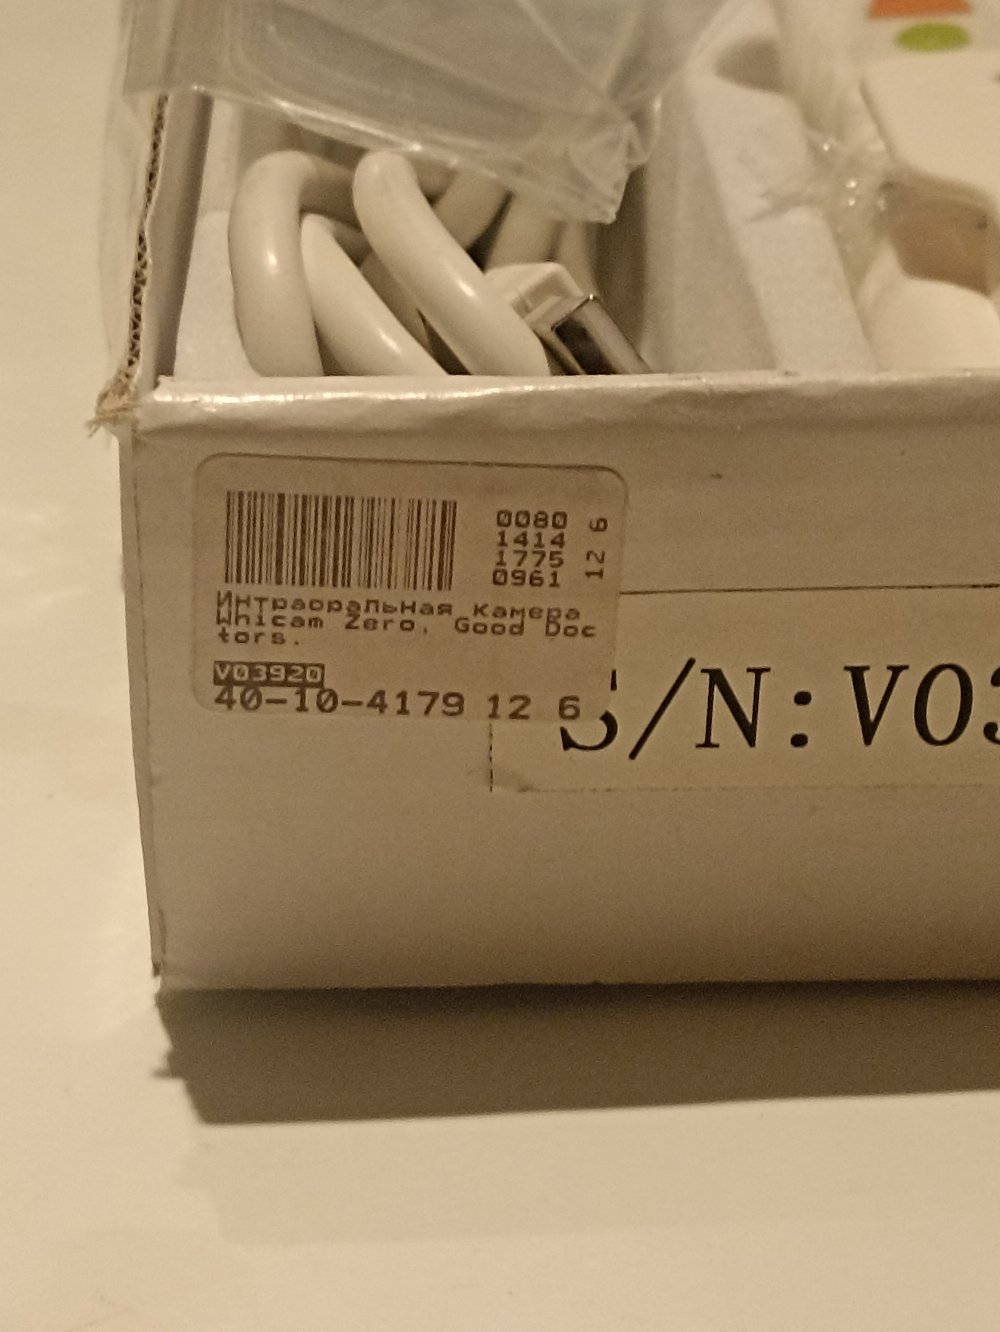 0080
1414
1775
0961
12 6
Интраоральная камера
Whicam Zero, Good Doc
tors.
V03920
40-10-4179 12 6
S/N:V03